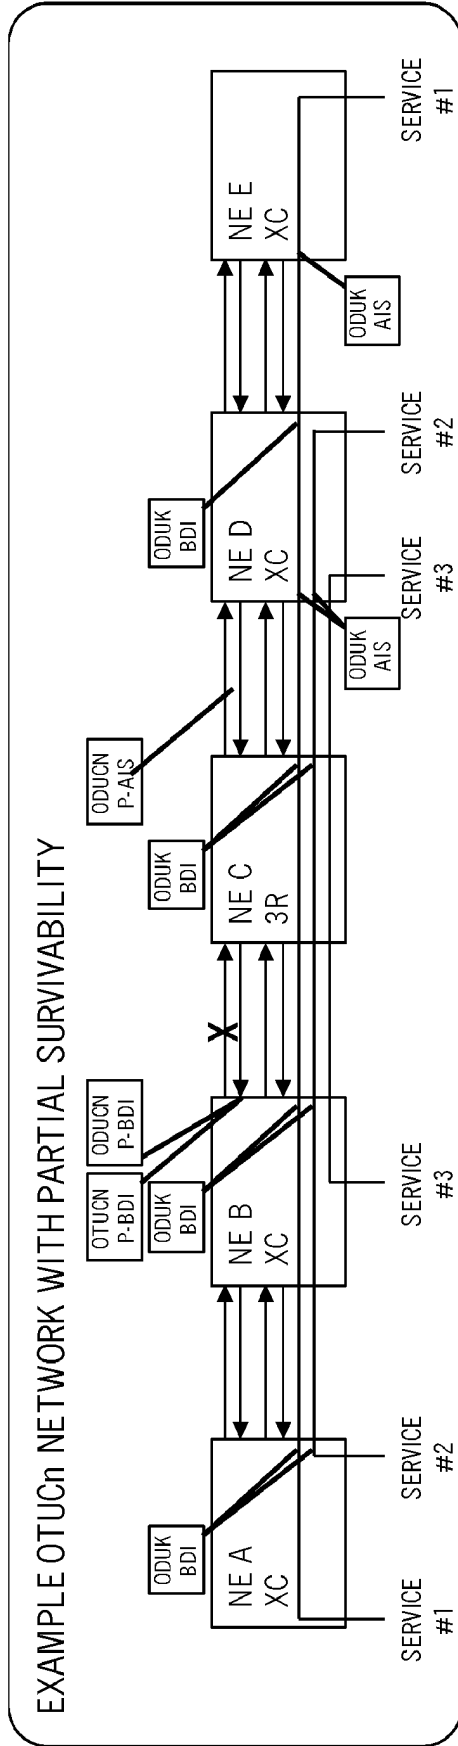 EXAMPLE OTUCn NETWORK WITH PARTIAL SURVIVABILITY
OTUCN
P-BDI
ODUCN
P-BDI
ODUCN
P-AIS
ODUK
BDI
ODUK
BDI
ODUK
BDI
ODUK
BDI
NE A
XC
NE B
XC
X
NE C
3R
NE D
XC
NE E
XC
ODUK
AIS
ODUK
AIS
SERVICE
#1
SERVICE
#2
SERVICE
#3
SERVICE
#3
SERVICE
#2
SERVICE
#1